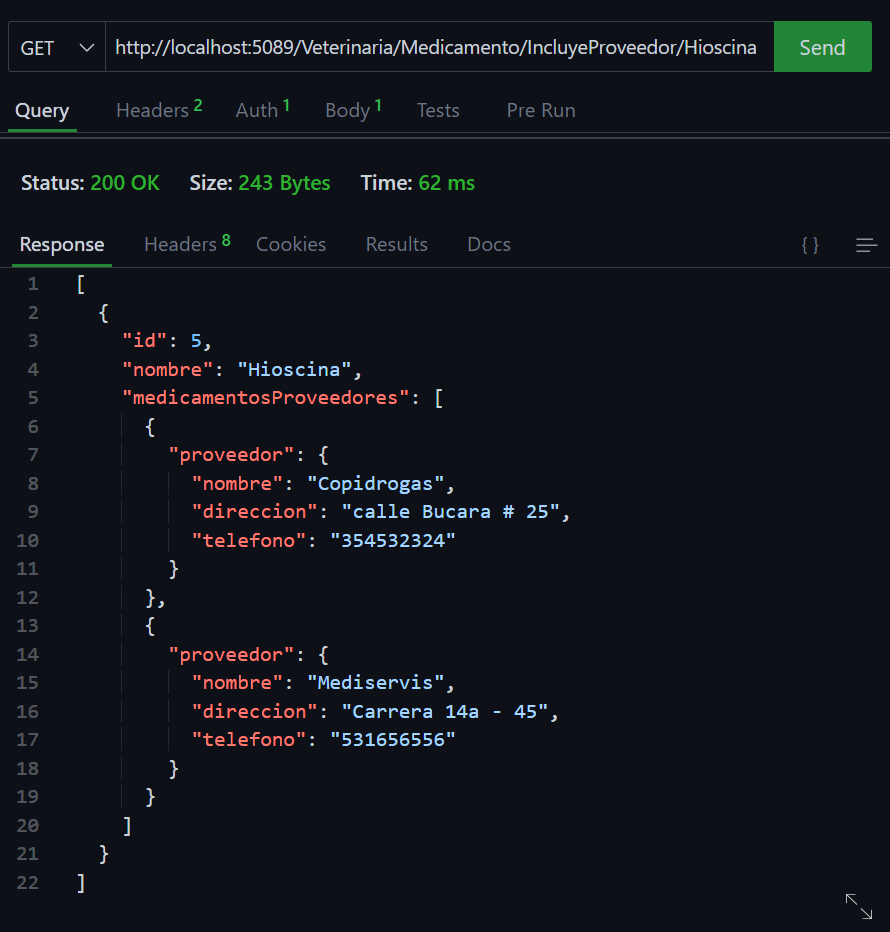 GET http://localhost:5089/Veterinaria/Medicamento/IncluyeProveedor/Hioscina Send
Query Headers 2 Auth 1 Body 1 Tests Pre Run
Status: 200 OK Size: 243 Bytes Time: 62 ms
Response Headers 8 Cookies Results Docs { }
1 [
2 {
3 "id": 5,
4 "nombre": "Hioscina",
5 "medicamentosProveedores": [
6 {
7 "proveedor": {
8 "nombre": "Copidrogas",
9 "direccion": "calle Bucara # 25",
10 "telefono": "354532324"
11 }
12 },
13 {
14 "proveedor": {
15 "nombre": "Mediservis",
16 "direccion": "Carrera 14a - 45",
17 "telefono": "531656556"
18 }
19 }
20 ]
21 }
22 ]